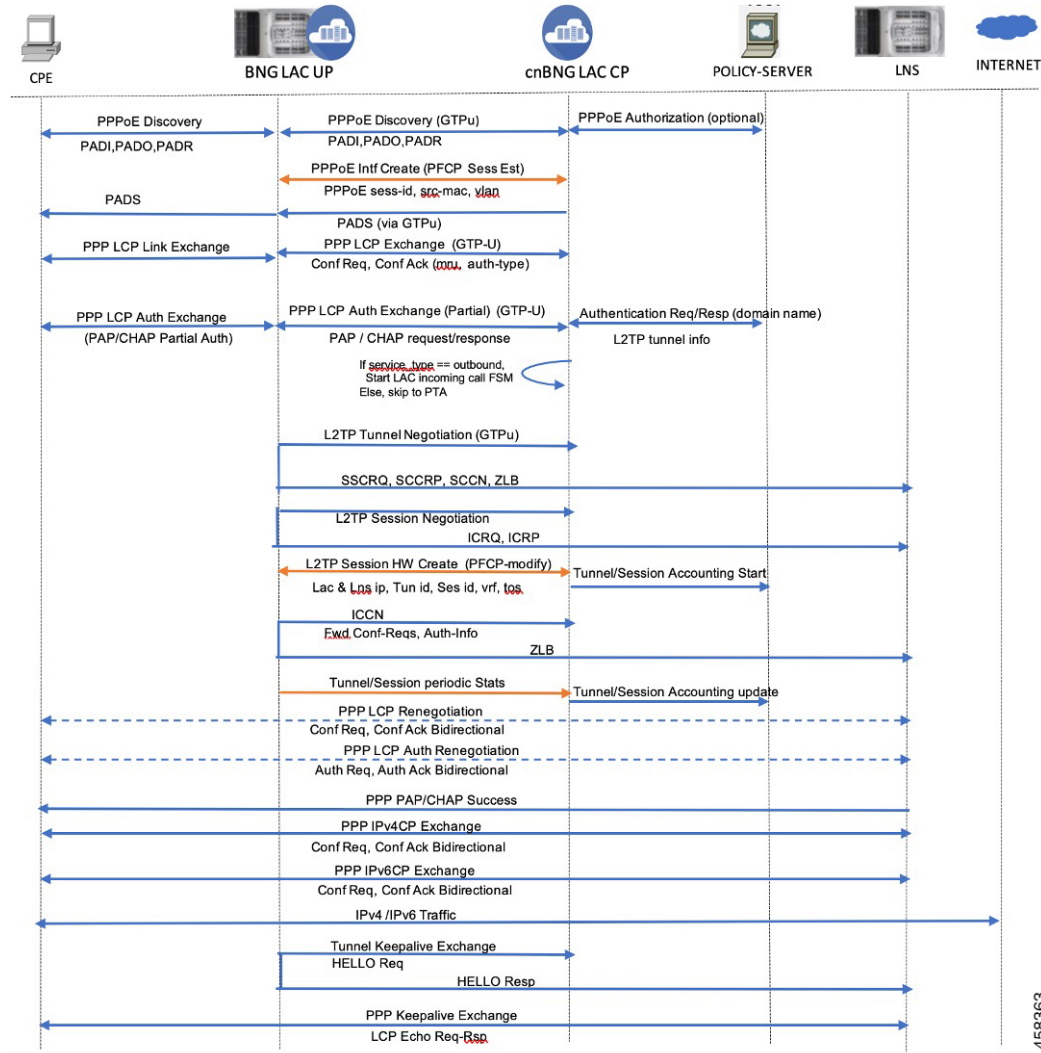 CPE
BNG LAC UP
cnBNG LAC CP
POLICY-SERVER
LNS
INTERNET
PPPoE Discovery
PPPoE Discovery (GTPu)
PPPoE Authorization (optional)
PADI,PADO,PADR
PADI,PADO,PADR
PPPoE Intf Create (PFCP Sess Est)
PPPoE sess-id, src-mac, vlan
PADS
PADS (via GTPu)
PPP LCP Link Exchange
PPP LCP Exchange (GTP-U)
Conf Req, Conf Ack (mru, auth-type)
PPP LCP Auth Exchange
PPP LCP Auth Exchange (Partial) (GTP-U)
Authentication Req/Resp (domain name)
(PAP/CHAP Partial Auth)
PAP / CHAP request/response
L2TP tunnel info
If service_type == outbound,
Start LAC incoming call FSM
Else, skip to PTA
L2TP Tunnel Negotiation (GTPu)
SSCRQ, SCCRP, SCCN, ZLB
L2TP Session Negotiation
ICRQ, ICRP
L2TP Session HW Create (PFCP-modify)
Tunnel/Session Accounting Start
Lac & Lns ip, Tun id, Ses id, vrf, tos
ICCN
Fwd Conf-Reqs, Auth-Info
ZLB
Tunnel/Session periodic Stats
Tunnel/Session Accounting update
PPP LCP Renegotiation
Conf Req, Conf Ack Bidirectional
PPP LCP Auth Renegotiation
Auth Req, Auth Ack Bidirectional
PPP PAP/CHAP Success
PPP IPv4CP Exchange
Conf Req, Conf Ack Bidirectional
PPP IPv6CP Exchange
Conf Req, Conf Ack Bidirectional
IPv4 /IPv6 Traffic
Tunnel Keepalive Exchange
HELLO Req
HELLO Resp
PPP Keepalive Exchange
LCP Echo Req-Rsp
458363